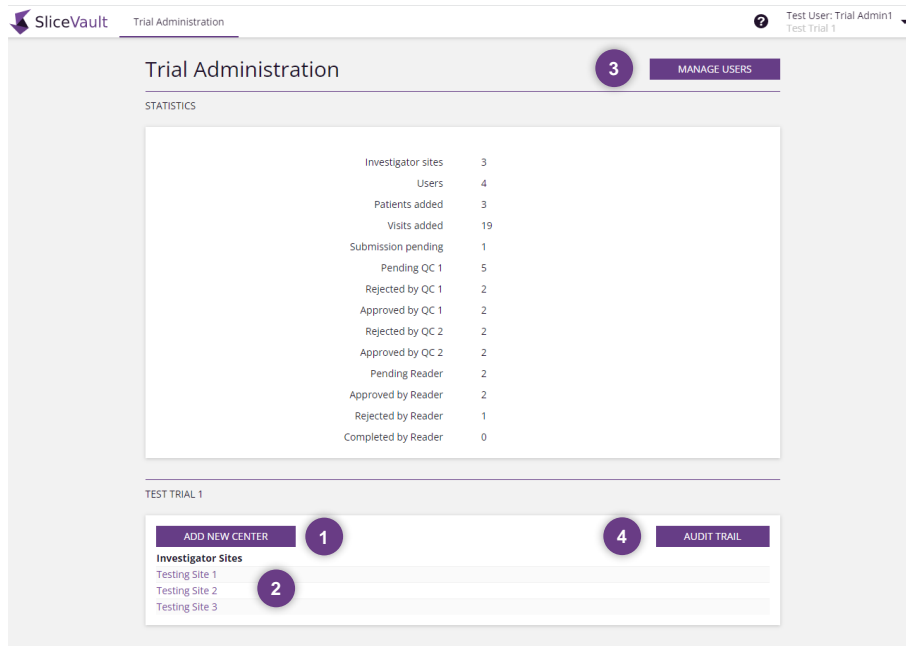 SliceVault Trial Administration ? Test User: Trial Admin1
Test Trial 1
Trial Administration 3 MANAGE USERS
STATISTICS
Investigator sites 3
Users 4
Patients added 3
Visits added 19
Submission pending 1
Pending QC 1 5
Rejected by QC 1 2
Approved by QC 1 2
Rejected by QC 2 2
Approved by QC 2 2
Pending Reader 2
Approved by Reader 2
Rejected by Reader 1
Completed by Reader 0
TEST TRIAL 1
ADD NEW CENTER 1 4 AUDIT TRAIL
Investigator Sites
Testing Site 1
Testing Site 2 2
Testing Site 3